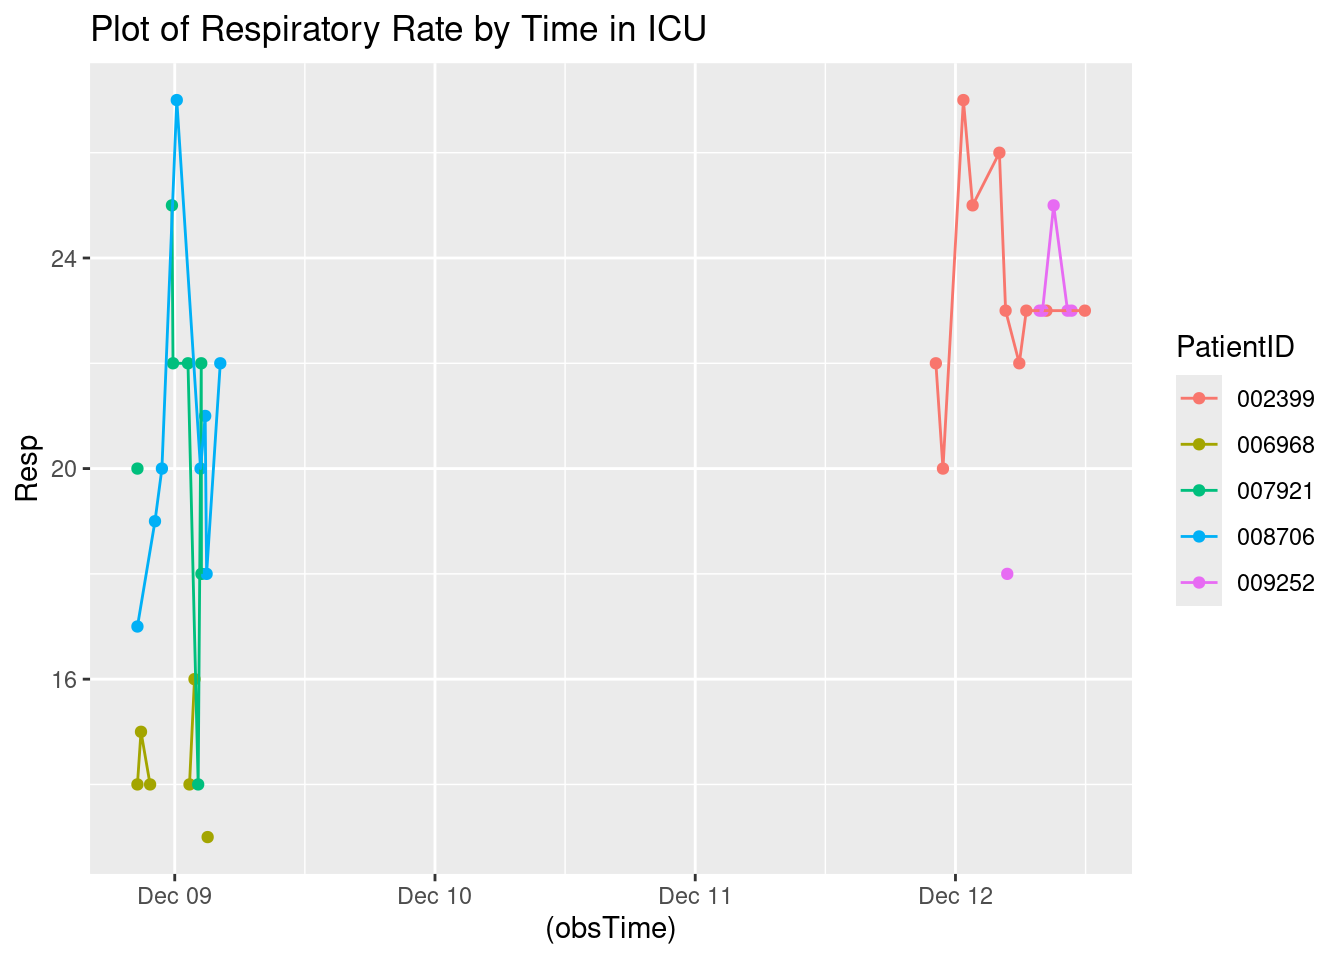 Plot of Respiratory Rate by Time in ICU
Resp
24
20
16
Dec 09
Dec 10
Dec 11
Dec 12
(obsTime)
PatientID
002399
006968
007921
008706
009252